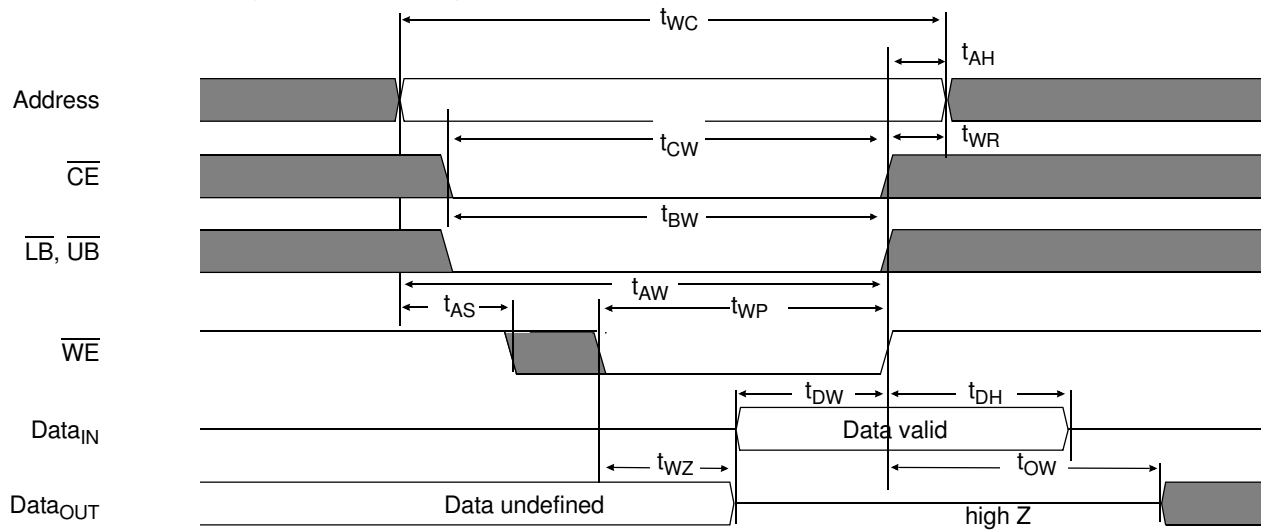 tWC
tAH
Address
tCW
tWR
CE
tBW
LB, UB
tAW
tAS
tWP
WE
tDW
tDH
DataIN
Data valid
tWZ
tOW
DataOUT
Data undefined
high Z